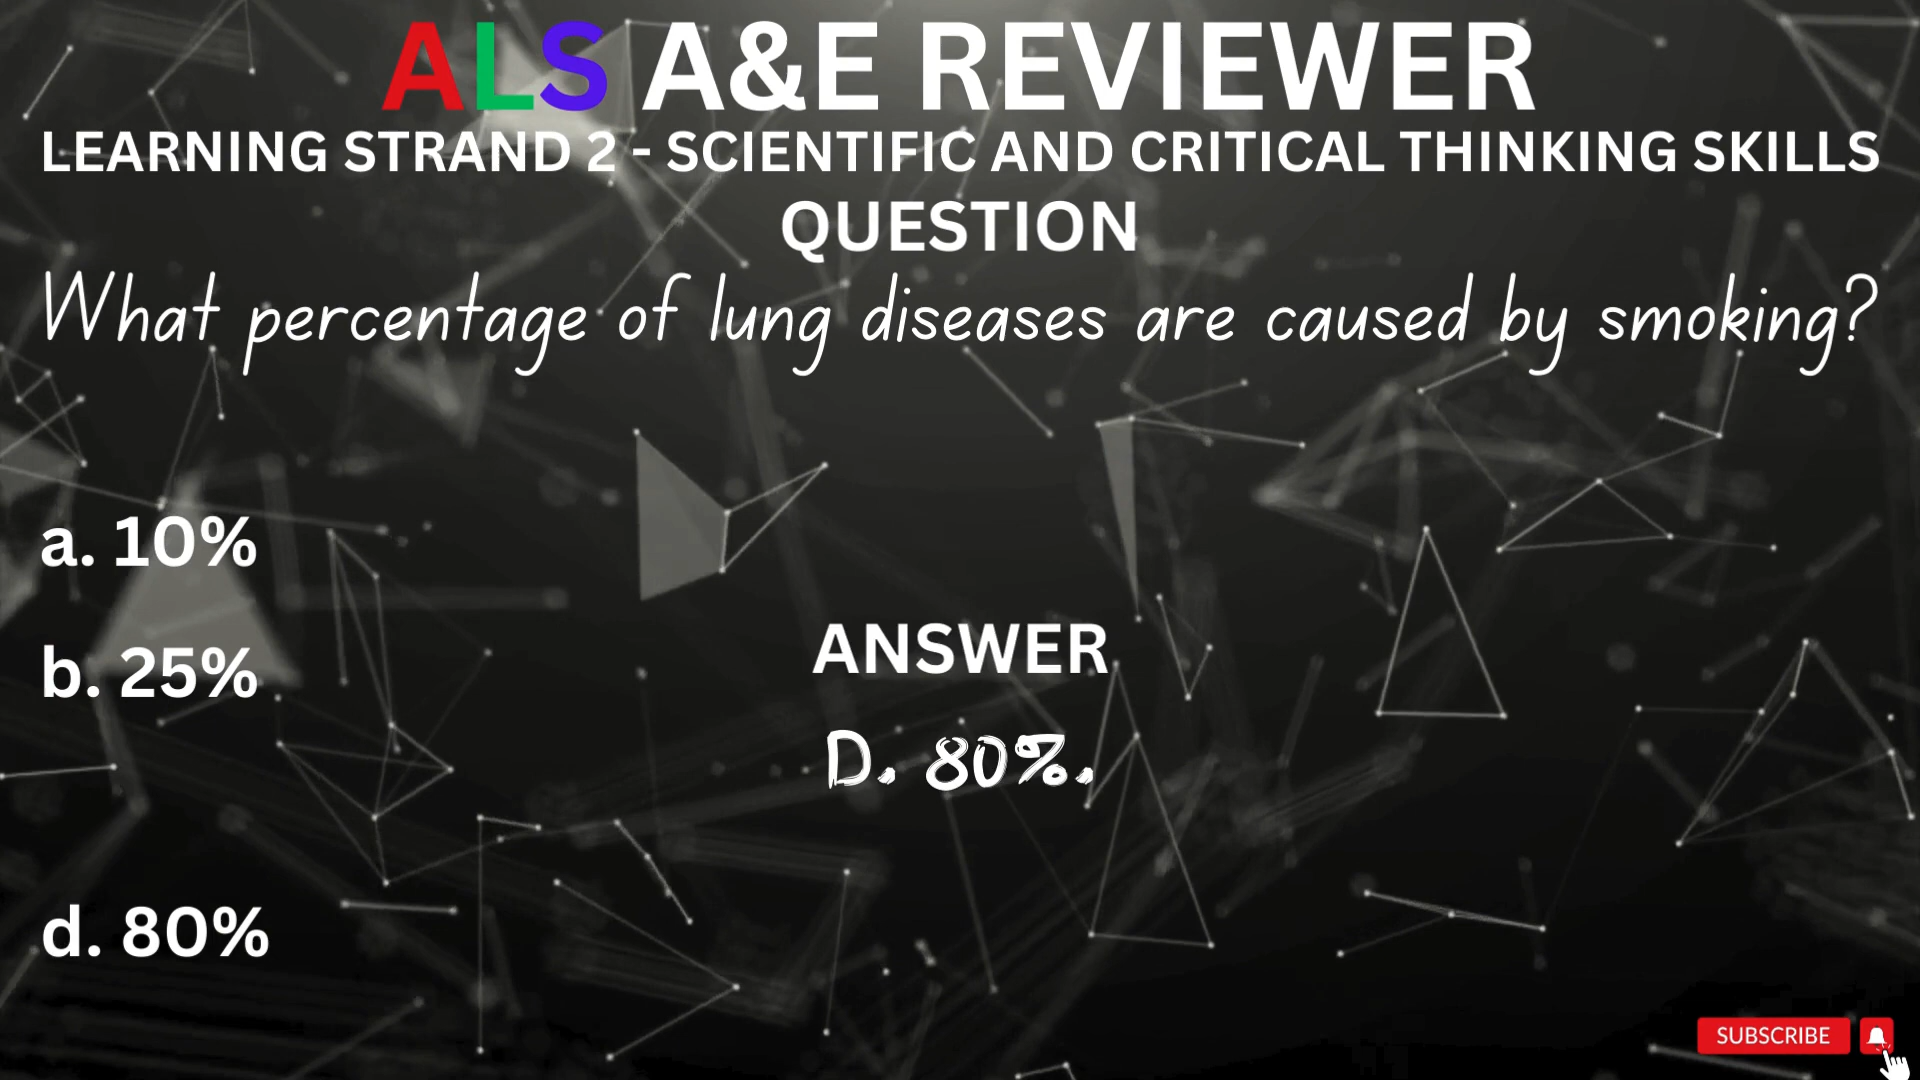 ALS A&E REVIEWER
LEARNING STRAND 2 - SCIENTIFIC AND CRITICAL THINKING SKILLS
QUESTION
What percentage of lung diseases are caused by smoking?
a. 10%
b. 25%
d. 80%
ANSWER
D. 80%.
SUBSCRIBE